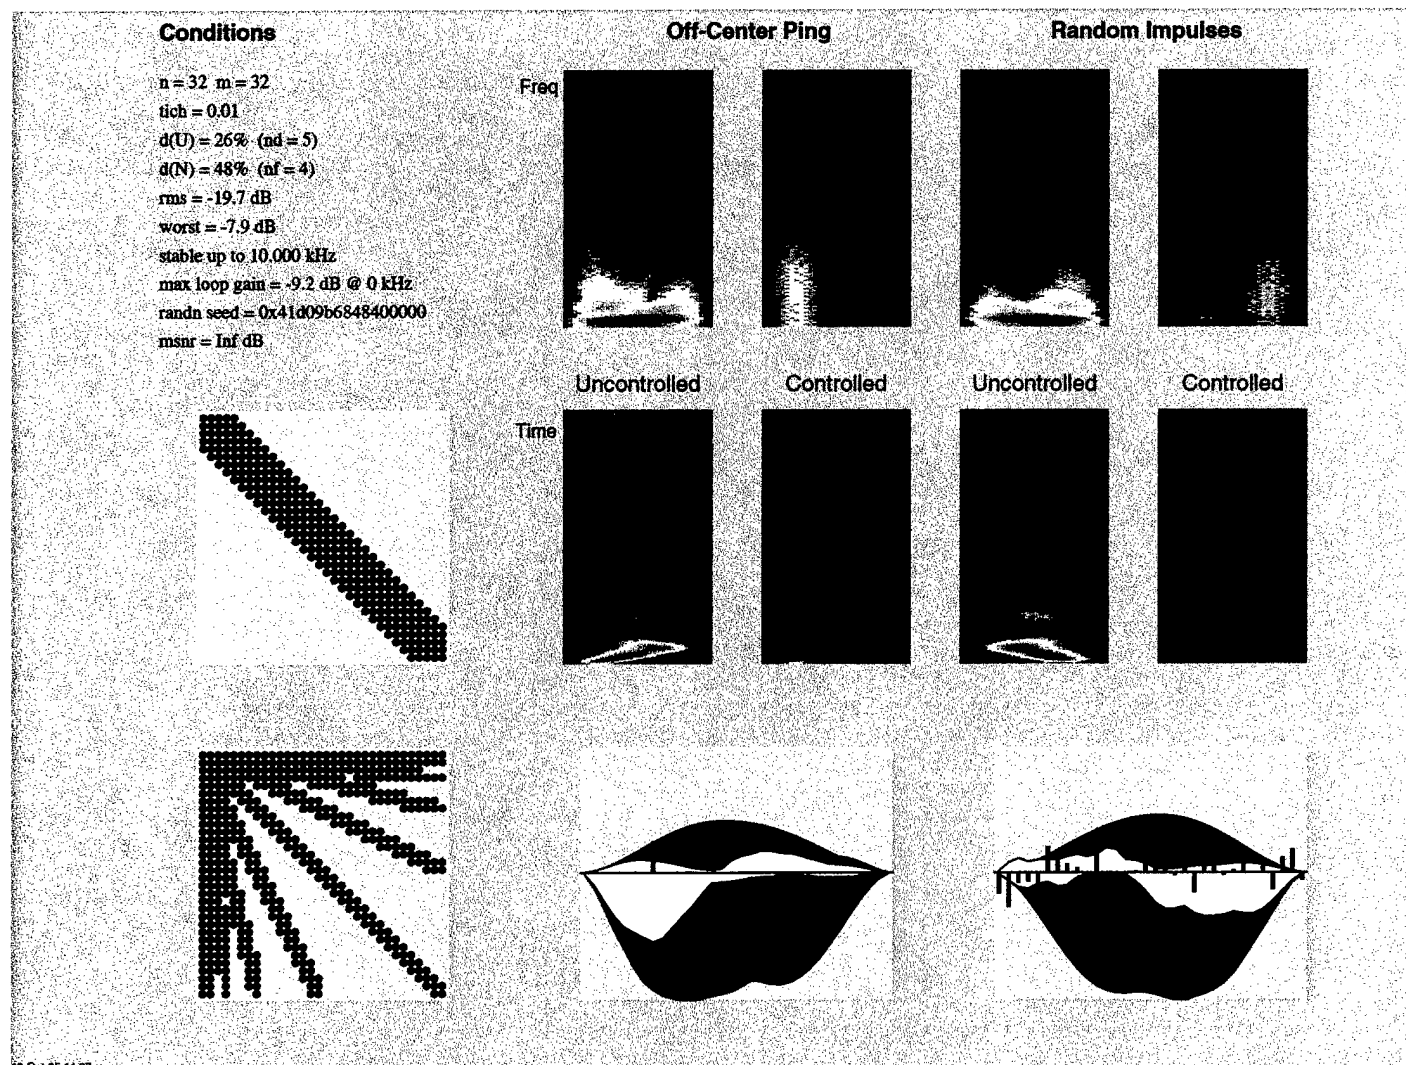 Conditions
n = 32 m = 32
tich = 0.01
d(U) = 26% (nd = 5)
d(N) = 48% (nf = 4)
rms = -19.7 dB
worst = -7.9 dB
stable up to 10.000 kHz
max loop gain = -9.2 dB @ 0 kHz
randn seed = 0x41d09b6848400000
msnr = Inf dB
Off-Center Ping
Random Impulses
Freq
Uncontrolled
Controlled
Uncontrolled
Controlled
Time